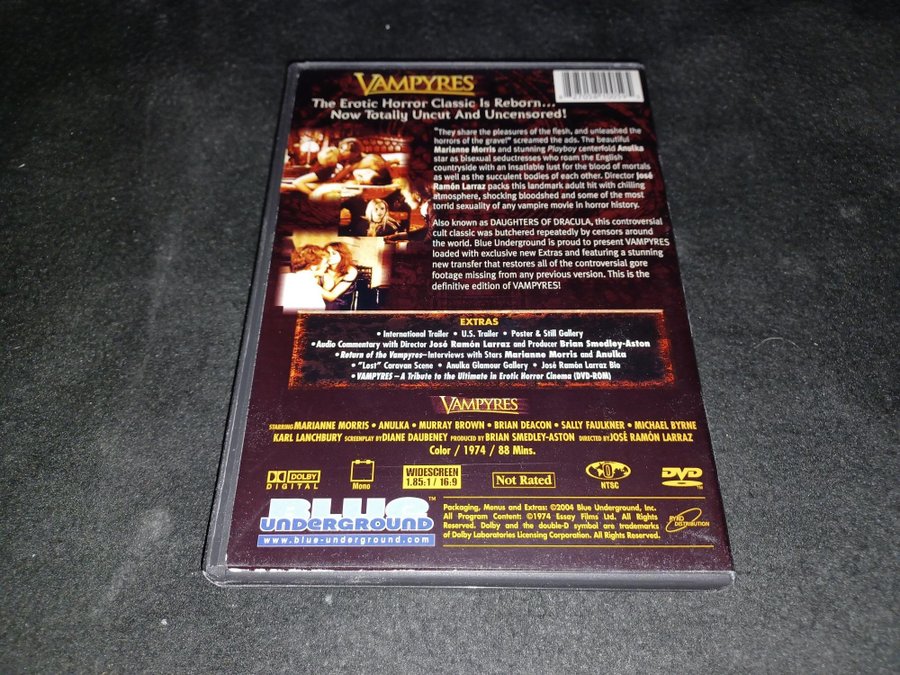 VAMPYRES
The Erotic Horror Classic Is Reborn...
Now Totally Uncut And Uncensored!
"They share the pleasures of the flesh, and unleashed the
horrors of the grave!" screamed the ads. The beautiful
Marianne Morris and stunning Playboy centerfold Anulka
star as bisexual seductresses who roam the English
countryside with an insatiable lust for the blood of mortals
as well as the succulent bodies of each other. Director José
Ramón Larraz packs this landmark adult hit with chilling
atmosphere, shocking bloodshed and some of the most
torrid sexuality of any vampire movie in horror history.
Also known as DAUGHTERS OF DRACULA, this controversial
cult classic was butchered repeatedly by censors around
the world. Blue Underground is proud to present VAMPYRES
loaded with exclusive new Extras and featuring a stunning
new transfer that restores all of the controversial gore
footage missing from any previous version. This is the
definitive edition of VAMPYRES!
EXTRAS
• International Trailer • U.S. Trailer • Poster & Still Gallery
• Audio Commentary with Director José Ramón Larraz and Producer Brian Smedley-Aston
• Return of the Vampyres—Interviews with Stars Marianne Morris and Anulka
• "Lost" Caravan Scene • Anulka Glamour Gallery • José Ramón Larraz Bio
• VAMPYRES – A Tribute to the Ultimate in Erotic Horror Cinema (DVD-ROM)
VAMPYRES
STARRING MARIANNE MORRIS • ANULKA • MURRAY BROWN • BRIAN DEACON • SALLY FAULKNER • MICHAEL BYRNE
KARL LANCHBURY SCREENPLAY BY DIANE DAUBENEY PRODUCED BY BRIAN SMEDLEY-ASTON DIRECTED BY JOSÉ RAMÓN LARRAZ
Color / 1974 / 88 Mins.
DOLBY DIGITAL
Mono
WIDESCREEN
1.85:1 / 16:9
Not Rated
NTSC
DVD
BLUE UNDERGROUND™
www.blue-underground.com
Packaging, Menus and Extras: ©2004 Blue Underground, Inc.
All Program Content: ©1974 Essay Films Ltd. All Rights
Reserved. Dolby and the double-D symbol are trademarks
of Dolby Laboratories Licensing Corporation. All Rights Reserved.
RYKO
DISTRIBUTION